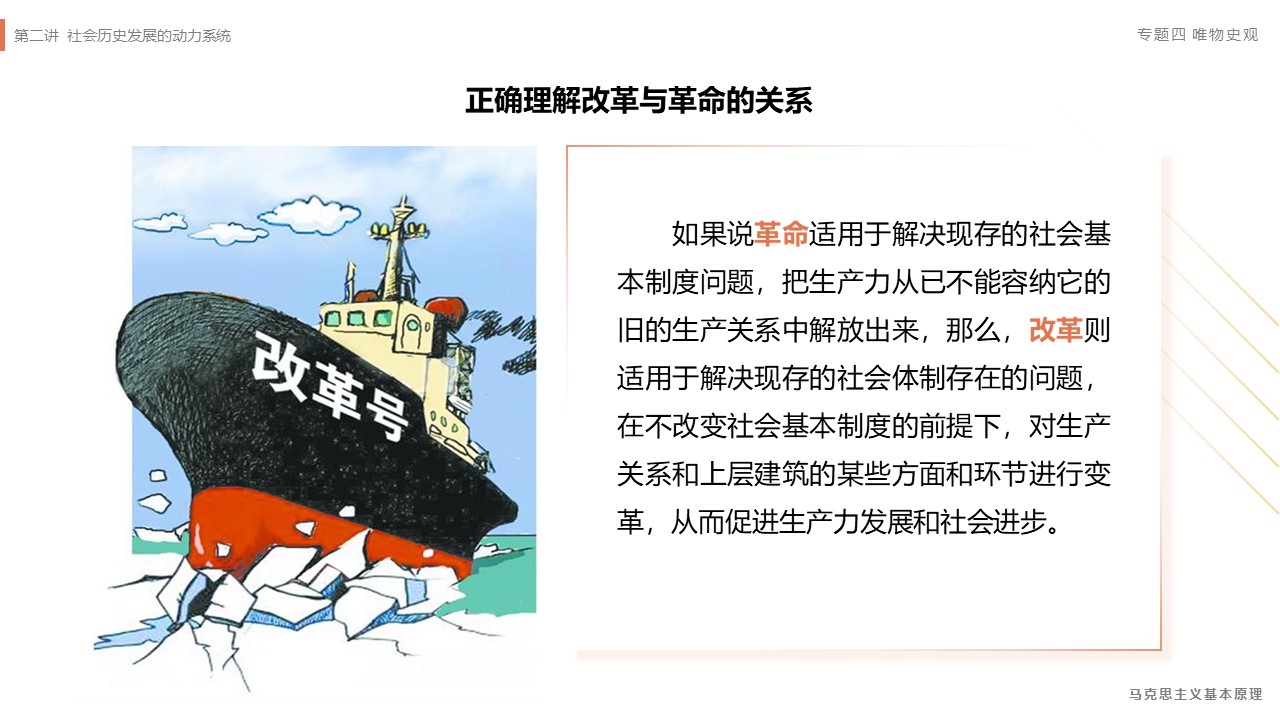 第二讲 社会历史发展的动力系统
专题四 唯物史观
正确理解改革与革命的关系
改革号
如果说革命适用于解决现存的社会基
本制度问题，把生产力从已不能容纳它的
旧的生产关系中解放出来，那么，改革则
适用于解决现存的社会体制存在的问题，
在不改变社会基本制度的前提下，对生产
关系和上层建筑的某些方面和环节进行变
革，从而促进生产力发展和社会进步。
马克思主义基本原理